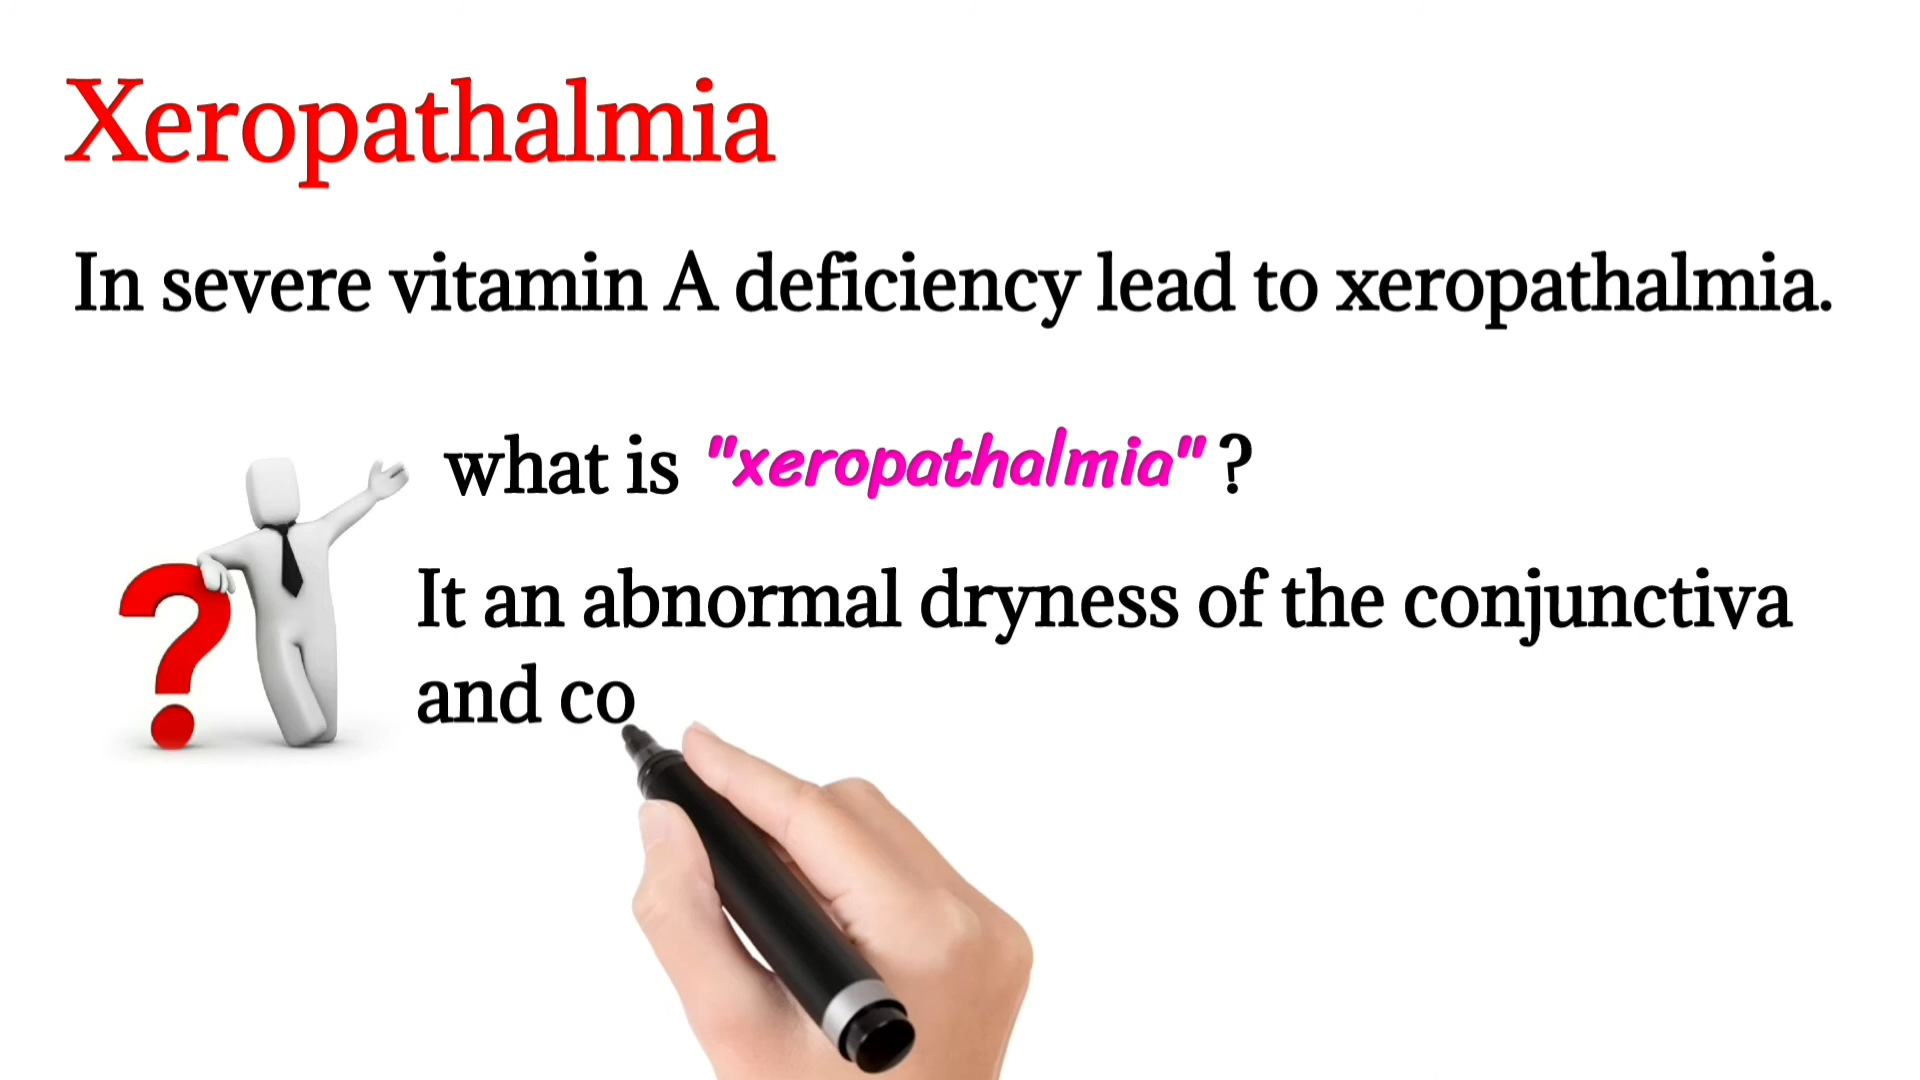 Xeropathalmia
In severe vitamin A deficiency lead to xeropathalmia.
what is "xeropathalmia" ?
It an abnormal dryness of the conjunctiva
and co